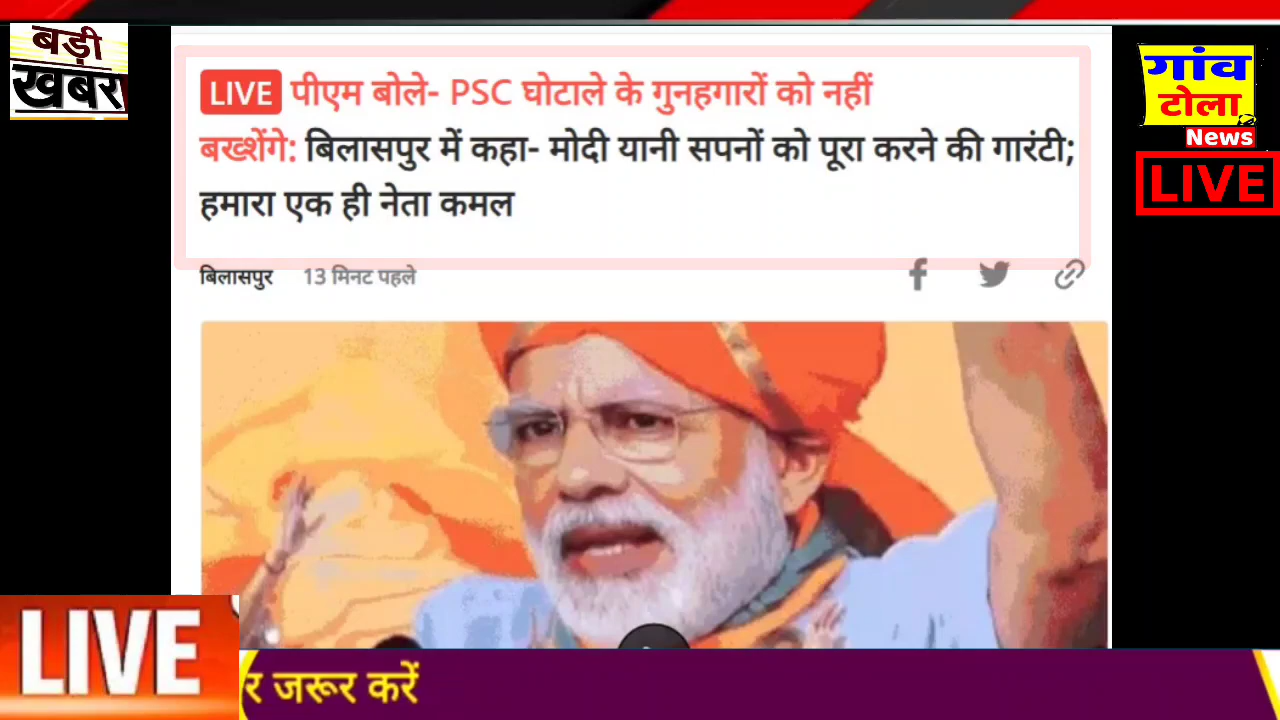 बड़ी
खबर
LIVE पीएम बोले- PSC घोटाले के गुनहगारों को नहीं
बख्शेंगे: बिलासपुर में कहा- मोदी यानी सपनों को पूरा करने की गारंटी;
हमारा एक ही नेता कमल
बिलासपुर 13 मिनट पहले
गांव
टोला
News
LIVE
LIVE
र जरूर करें